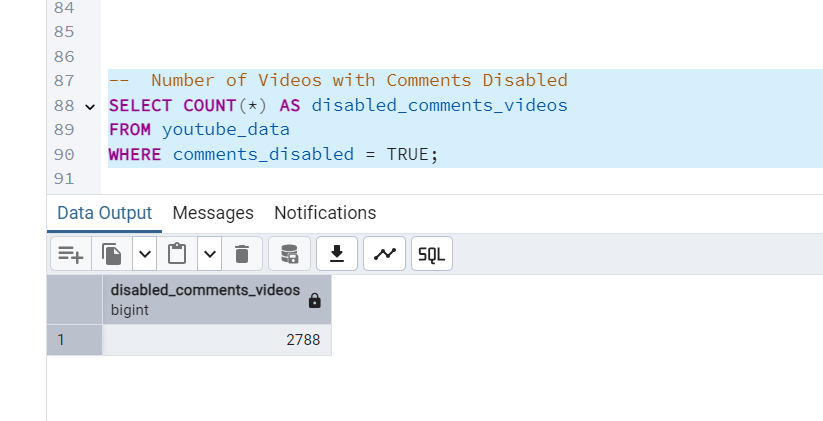 84
85
86
87 --  Number of Videos with Comments Disabled
88 SELECT COUNT(*) AS disabled_comments_videos
89 FROM youtube_data
90 WHERE comments_disabled = TRUE;
91
Data Output Messages Notifications
SQL
disabled_comments_videos
bigint
1 2788